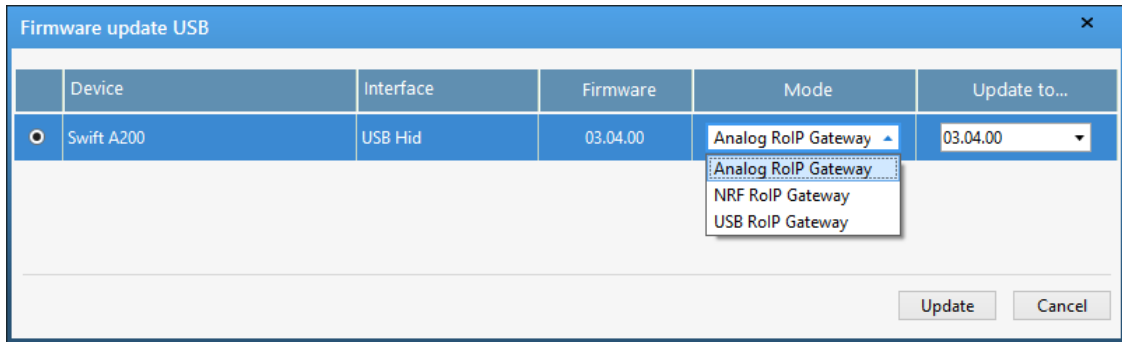 Firmware update USB
Device Interface Firmware Mode Update to...
Swift A200 USB Hid 03.04.00 Analog RoIP Gateway 03.04.00
Analog RoIP Gateway
NRF RoIP Gateway
USB RoIP Gateway
Update Cancel